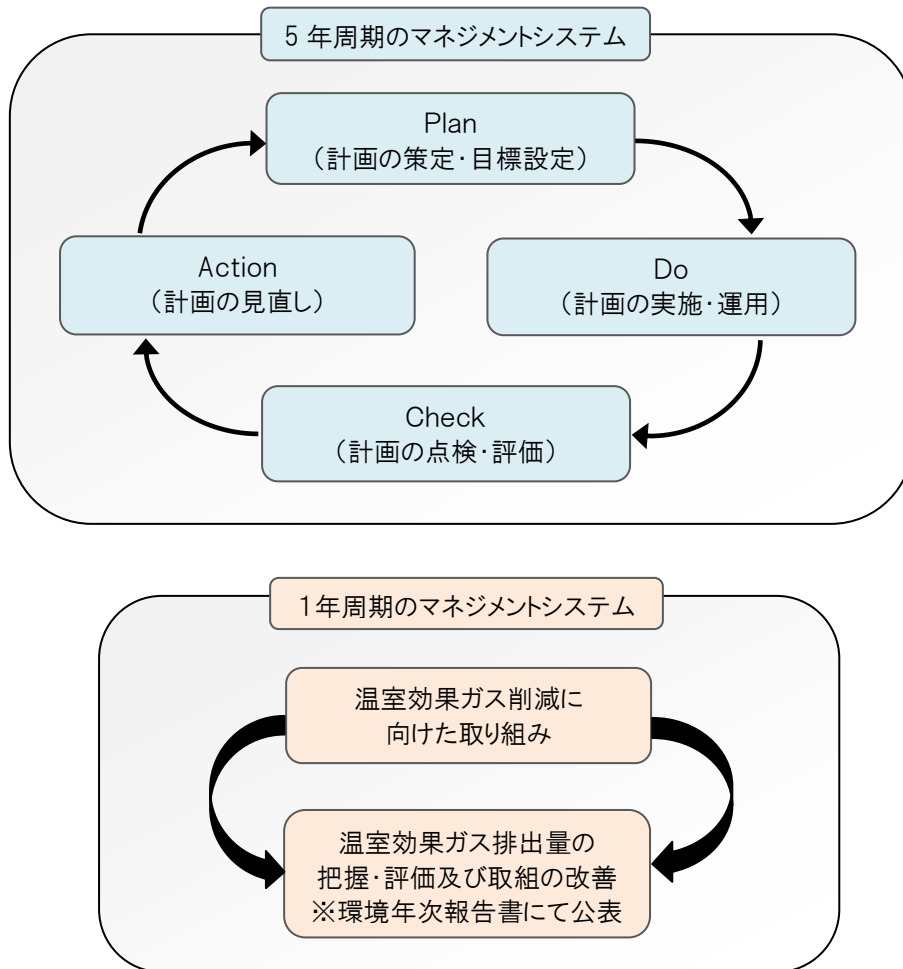 5 年周期のマネジメントシステム
Plan
（計画の策定・目標設定）
Action
（計画の見直し）
Do
（計画の実施・運用）
Check
（計画の点検・評価）
1年周期のマネジメントシステム
温室効果ガス削減に
向けた取り組み
温室効果ガス排出量の
把握・評価及び取組の改善
※環境年次報告書にて公表